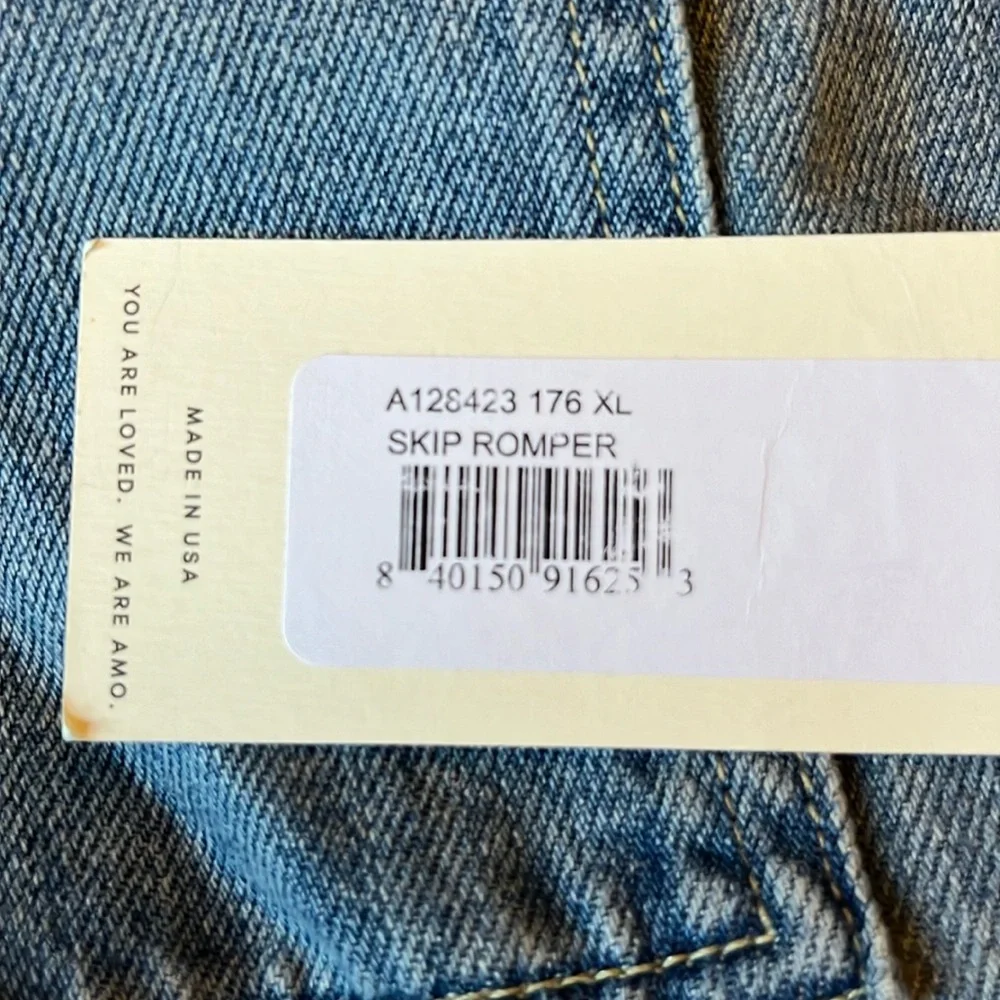 YOU ARE LOVED. WE ARE AMO.
MADE IN USA
A128423 176 XL
SKIP ROMPER
8 40150 91625 3